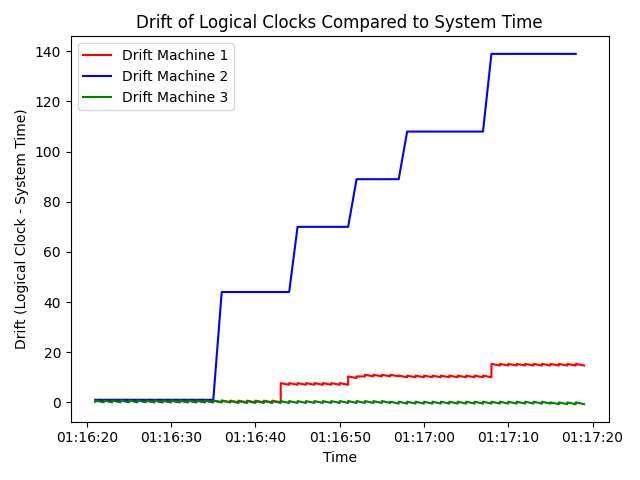 Drift of Logical Clocks Compared to System Time
Drift Machine 1
Drift Machine 2
Drift Machine 3
Drift (Logical Clock - System Time)
140
120
100
80
60
40
20
0
01:16:20 01:16:30 01:16:40 01:16:50 01:17:00 01:17:10 01:17:20
Time